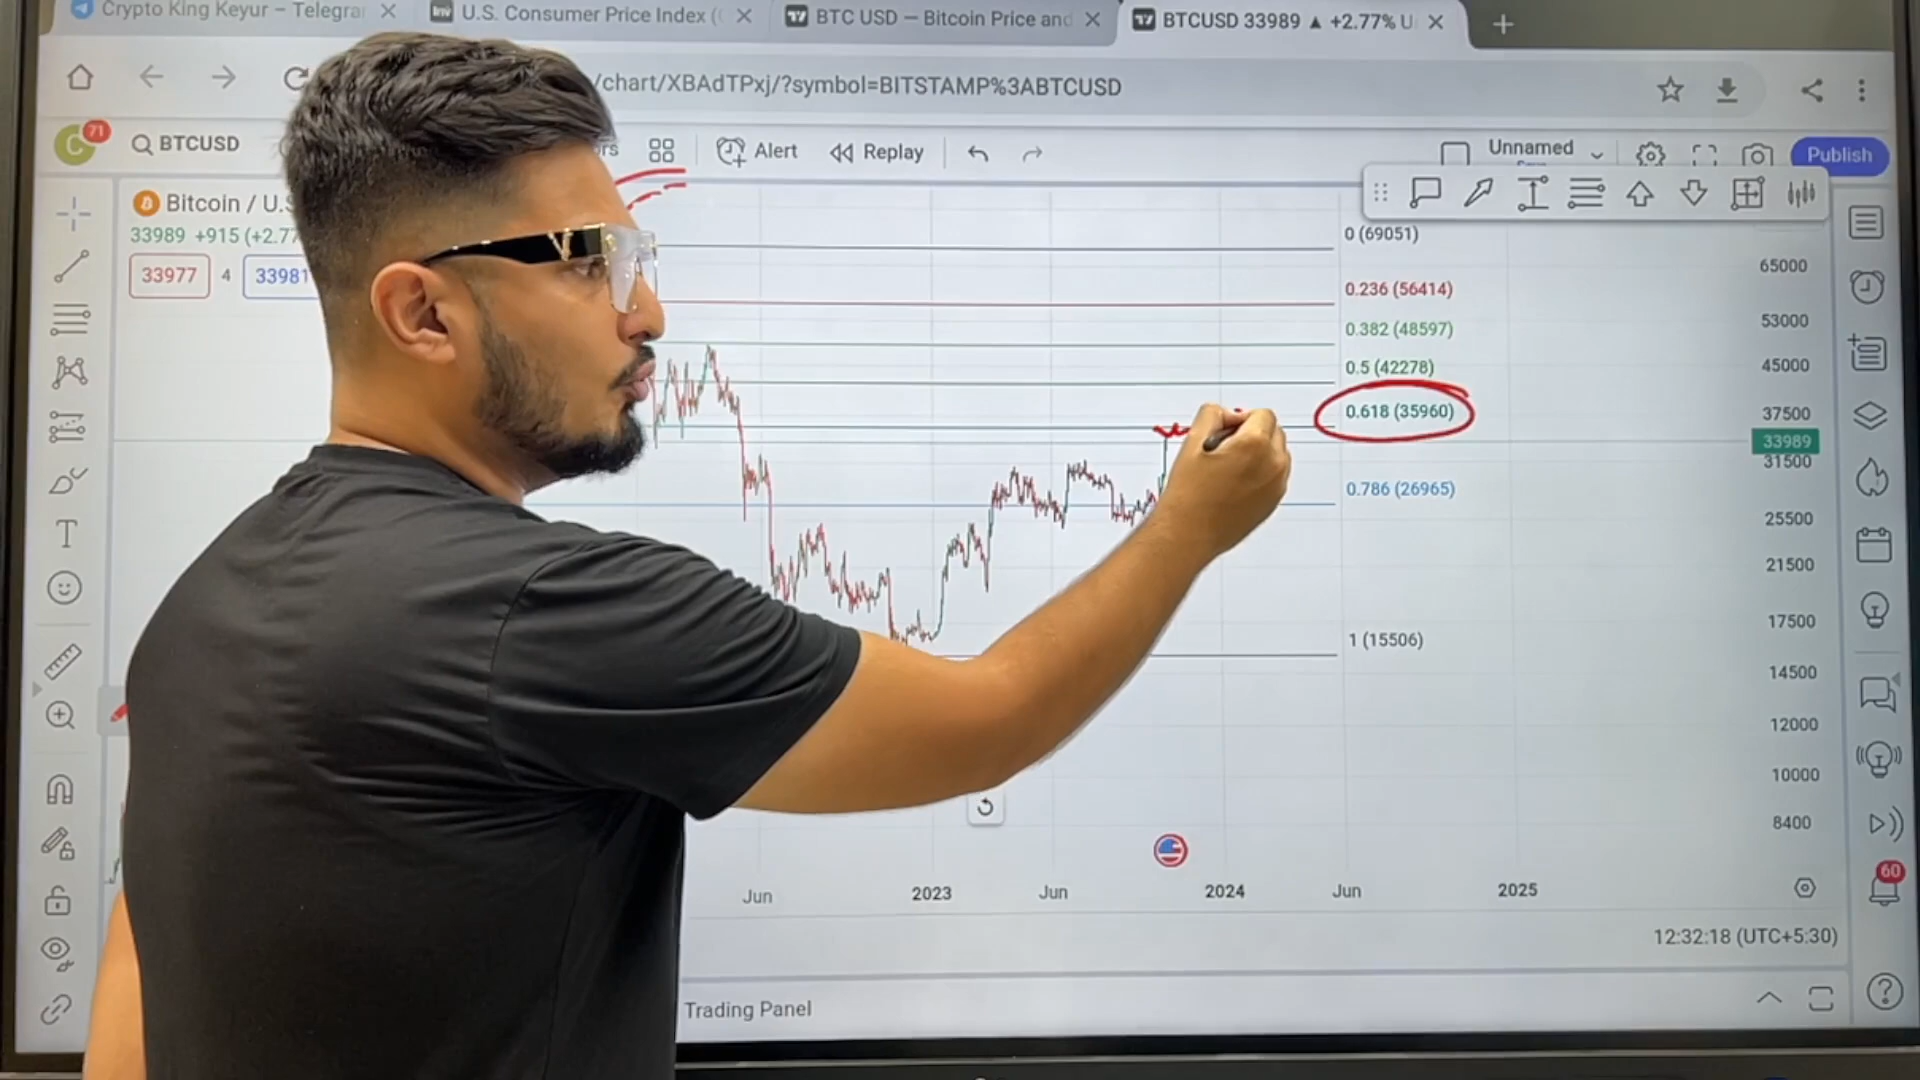 Crypto King Keyur – Telegra
inv U.S. Consumer Price Index (
BTC USD — Bitcoin Price and
BTCUSD 33989 ▲ +2.77% U
/chart/XBAdTPxj/?symbol=BITSTAMP%3ABTCUSD
C 71
BTCUSD
rs
Alert
Replay
Unnamed
Publish
Bitcoin / U.S
33989 +915 (+2.77
33977 4 33981
0 (69051)
0.236 (56414)
0.382 (48597)
0.5 (42278)
0.618 (35960)
0.786 (26965)
1 (15506)
65000
53000
45000
37500
33989
31500
25500
21500
17500
14500
12000
10000
8400
60
Jun
2023
Jun
2024
Jun
2025
12:32:18 (UTC+5:30)
Trading Panel